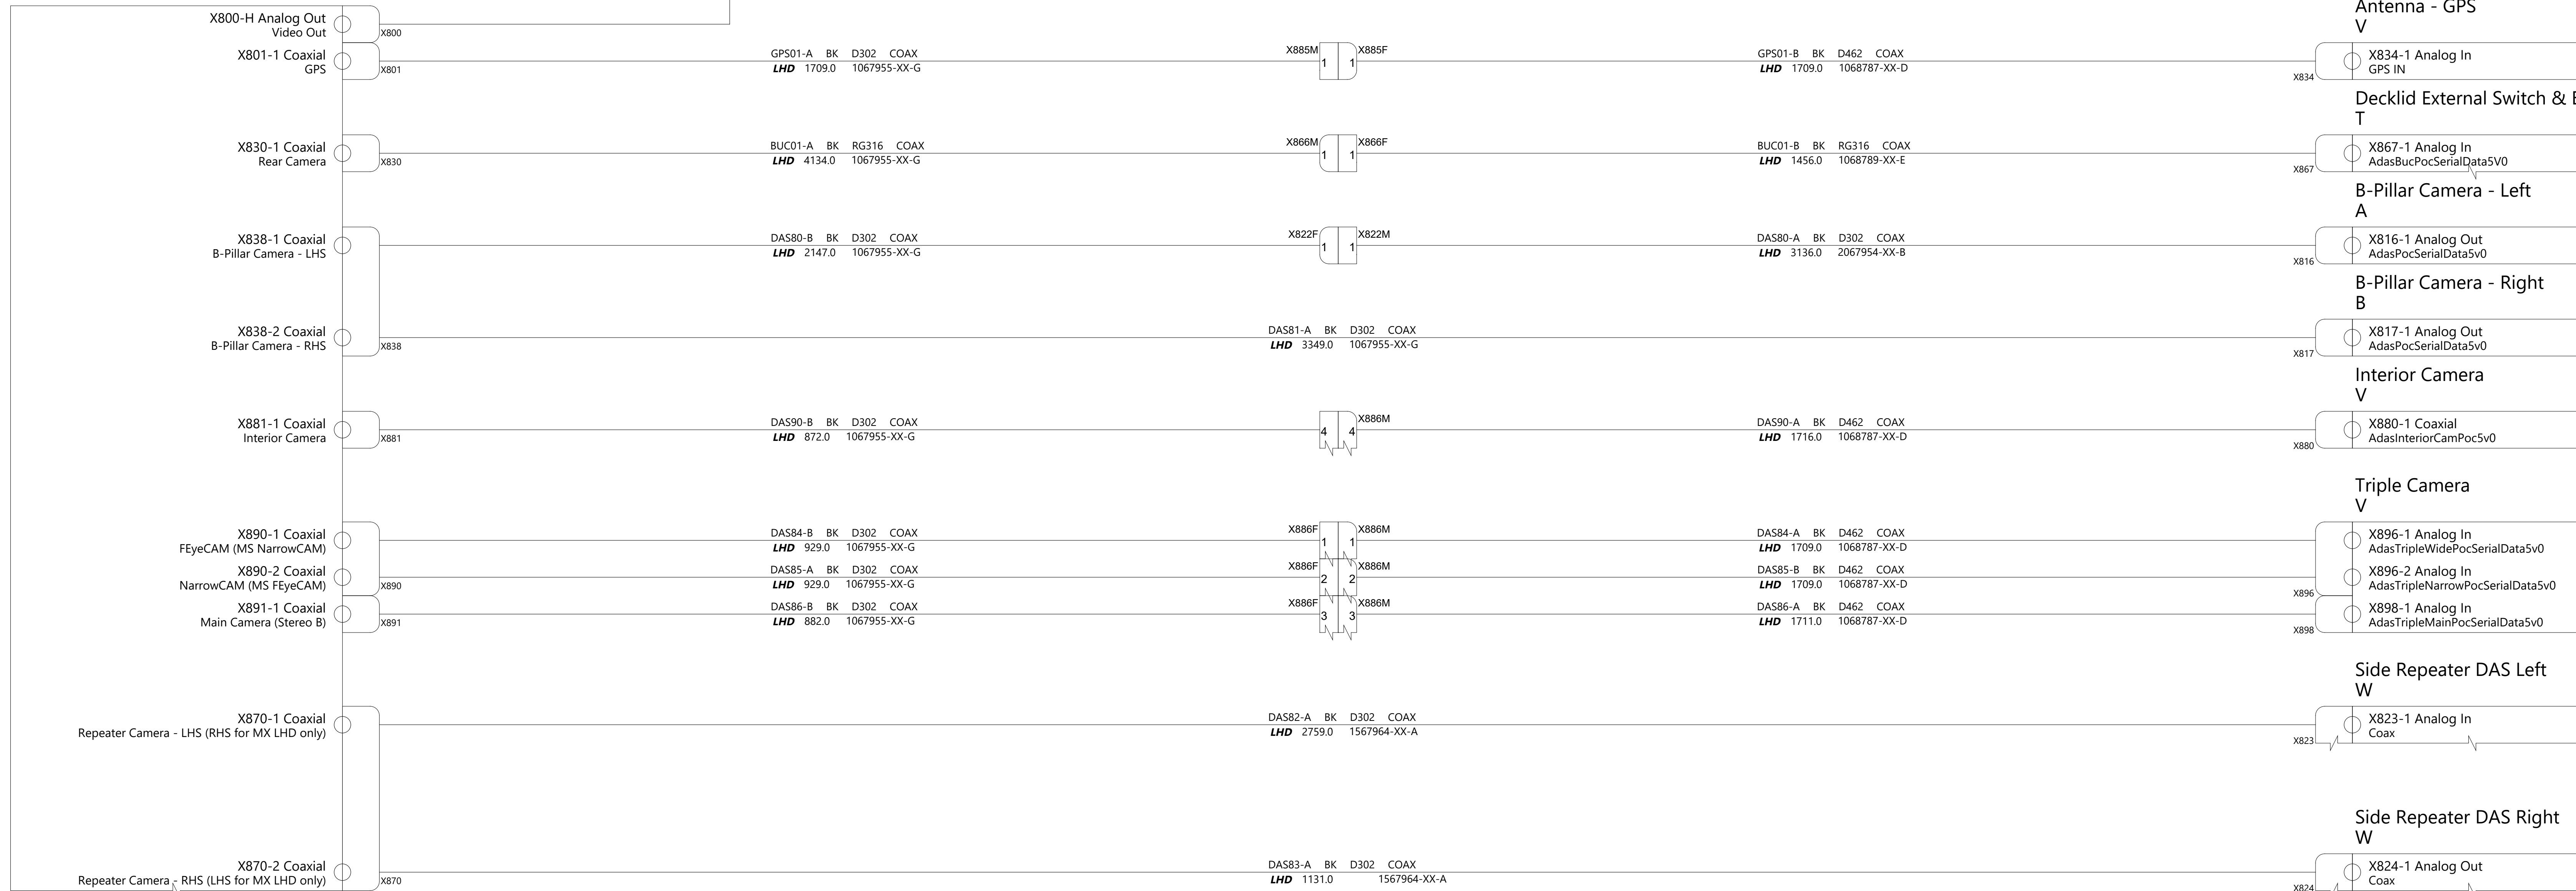 X800-H Analog Out
Video Out
X800
Antenna - GPS
V
X801-1 Coaxial
GPS
X801
GPS01-A BK D302 COAX
LHD 1709.0 1067955-XX-G
X885M
1
1
X885F
GPS01-B BK D462 COAX
LHD 1709.0 1068787-XX-D
X834
X834-1 Analog In
GPS IN
Decklid External Switch &
T
X830-1 Coaxial
Rear Camera
X830
BUC01-A BK RG316 COAX
LHD 4134.0 1067955-XX-G
X866M
1
1
X866F
BUC01-B BK RG316 COAX
LHD 1456.0 1068789-XX-E
X867
X867-1 Analog In
AdasBucPocSerialData5V0
B-Pillar Camera - Left
A
X838-1 Coaxial
B-Pillar Camera - LHS
DAS80-B BK D302 COAX
LHD 2147.0 1067955-XX-G
X822F
1
1
X822M
DAS80-A BK D302 COAX
LHD 3136.0 2067954-XX-B
X816
X816-1 Analog Out
AdasPocSerialData5v0
B-Pillar Camera - Right
B
X838-2 Coaxial
B-Pillar Camera - RHS
X838
DAS81-A BK D302 COAX
LHD 3349.0 1067955-XX-G
X817
X817-1 Analog Out
AdasPocSerialData5v0
Interior Camera
V
X881-1 Coaxial
Interior Camera
X881
DAS90-B BK D302 COAX
LHD 872.0 1067955-XX-G
4
4
X886M
DAS90-A BK D462 COAX
LHD 1716.0 1068787-XX-D
X880
X880-1 Coaxial
AdasInteriorCamPoc5v0
Triple Camera
V
X890-1 Coaxial
FEyeCAM (MS NarrowCAM)
DAS84-B BK D302 COAX
LHD 929.0 1067955-XX-G
X886F
1
1
X886M
DAS84-A BK D462 COAX
LHD 1709.0 1068787-XX-D
X896-1 Analog In
AdasTripleWidePocSerialData5v0
X890-2 Coaxial
NarrowCAM (MS FEyeCAM)
X890
DAS85-A BK D302 COAX
LHD 929.0 1067955-XX-G
X886F
2
2
X886M
DAS85-B BK D462 COAX
LHD 1709.0 1068787-XX-D
X896
X896-2 Analog In
AdasTripleNarrowPocSerialData5v0
X891-1 Coaxial
Main Camera (Stereo B)
X891
DAS86-B BK D302 COAX
LHD 882.0 1067955-XX-G
X886F
3
3
X886M
DAS86-A BK D462 COAX
LHD 1711.0 1068787-XX-D
X898
X898-1 Analog In
AdasTripleMainPocSerialData5v0
Side Repeater DAS Left
W
X870-1 Coaxial
Repeater Camera - LHS (RHS for MX LHD only)
DAS82-A BK D302 COAX
LHD 2759.0 1567964-XX-A
X823
X823-1 Analog In
Coax
Side Repeater DAS Right
W
X870-2 Coaxial
Repeater Camera - RHS (LHS for MX LHD only)
X870
DAS83-A BK D302 COAX
LHD 1131.0 1567964-XX-A
X824
X824-1 Analog Out
Coax